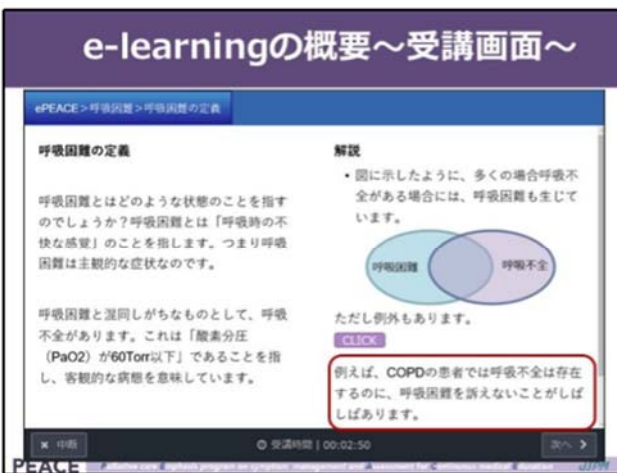 e-learningの概要～受講画面～
ePEACE>呼吸困難>呼吸困難の定義
呼吸困難の定義
呼吸困難とはどのような状態のことを指す
のでしょうか？呼吸困難とは「呼吸時の不
快な感覚」のことを指します。つまり呼吸
困難は主観的な症状なのです。
呼吸困難と混同しがちなものとして、呼吸
不全があります。これは「酸素分圧
（PaO2）が60Torr以下」であることを指
し、客観的な病態を意味しています。
解説
・図に示したように、多くの場合呼吸不
全がある場合には、呼吸困難も生じて
います。
呼吸困難
呼吸不全
ただし例外もあります。
CLICK
例えば、COPDの患者では呼吸不全は存在
するのに、呼吸困難を訴えないことがしば
しばあります。
× 中断
受講時間 | 00:02:50
次へ >
PEACE Palliative care Emphasis program on symptom management and Assessment for Continuous medical Education JSPM